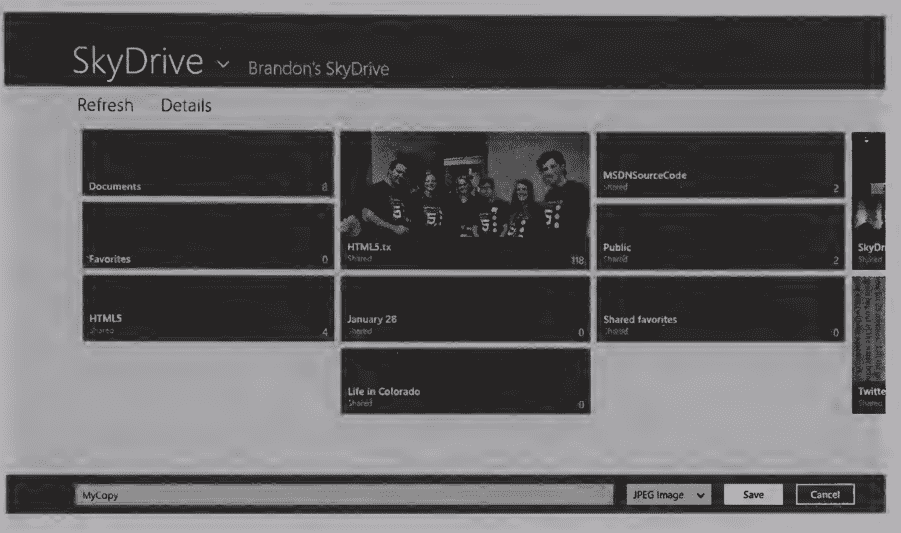 SkyDrive
Brandon's SkyDrive
Refresh Details
Documents 8
Favorites 0
HTML5
Shared 4
HTML5.tx
Shared 118
January 28
Shared 0
Life in Colorado
Shared 0
MSDNSourceCode
Shared 2
Public
Shared 2
Shared favorites
Shared 0
SkyDri
Shared
Twitte
Shared
MyCopy JPEG Image Save Cancel